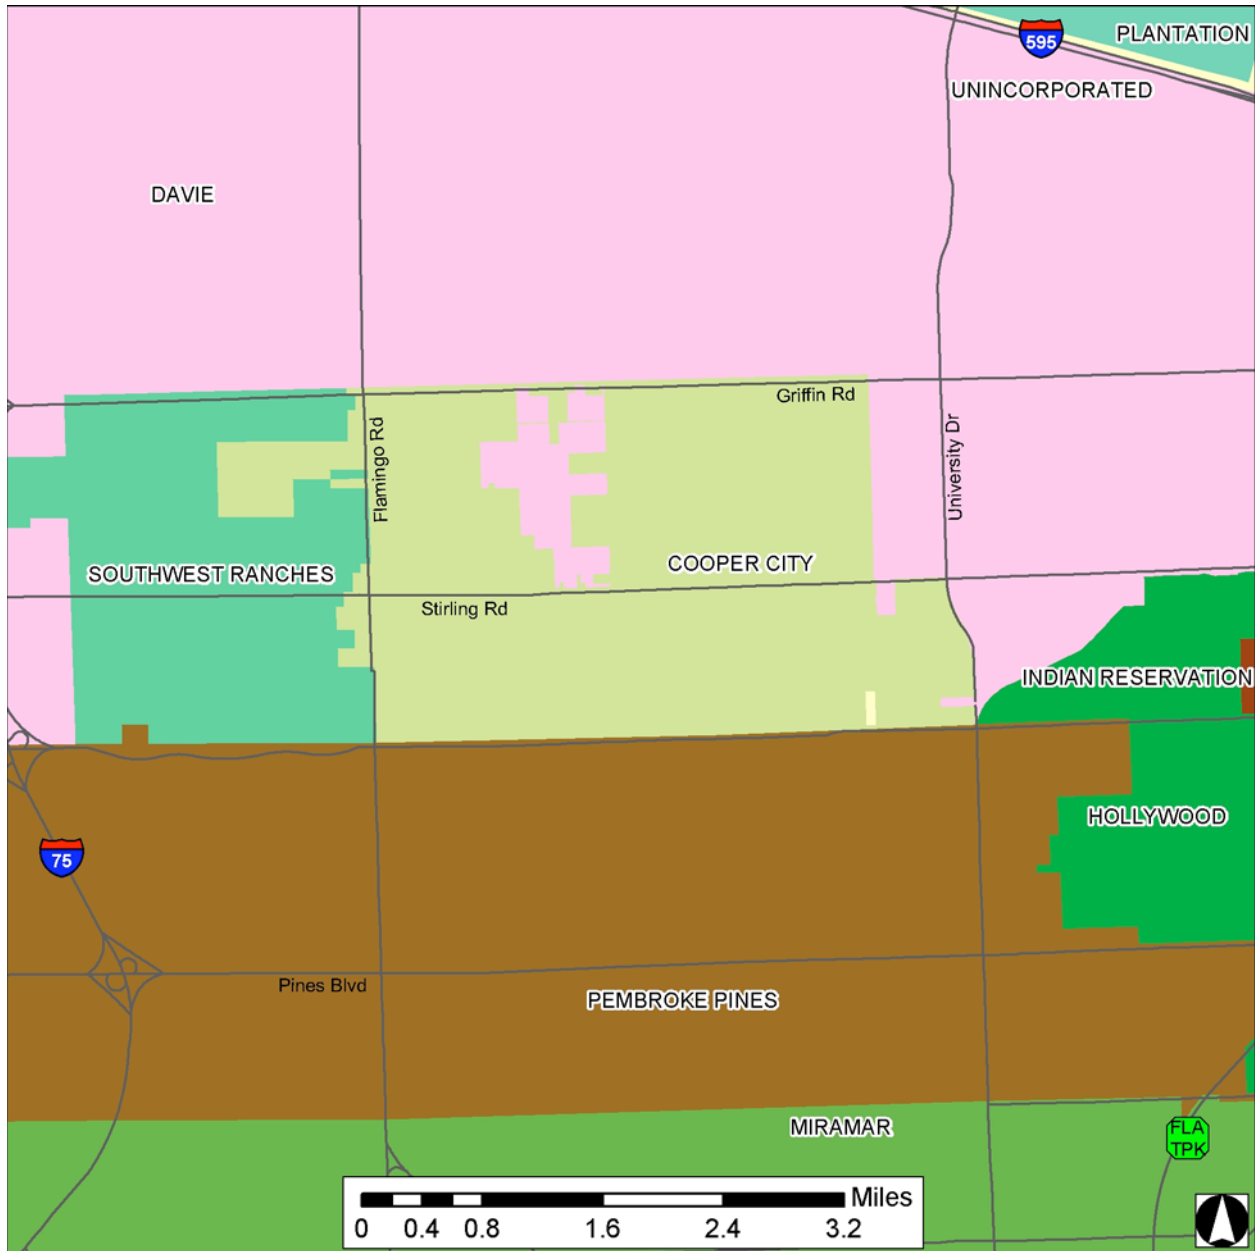 PLANTATION
595
UNINCORPORATED
DAVIE
Griffin Rd
Flamingo Rd
University Dr
COOPER CITY
SOUTHWEST RANCHES
Stirling Rd
INDIAN RESERVATION
HOLLYWOOD
75
Pines Blvd
PEMBROKE PINES
MIRAMAR
FLA
TPK
Miles
0 0.4 0.8 1.6 2.4 3.2